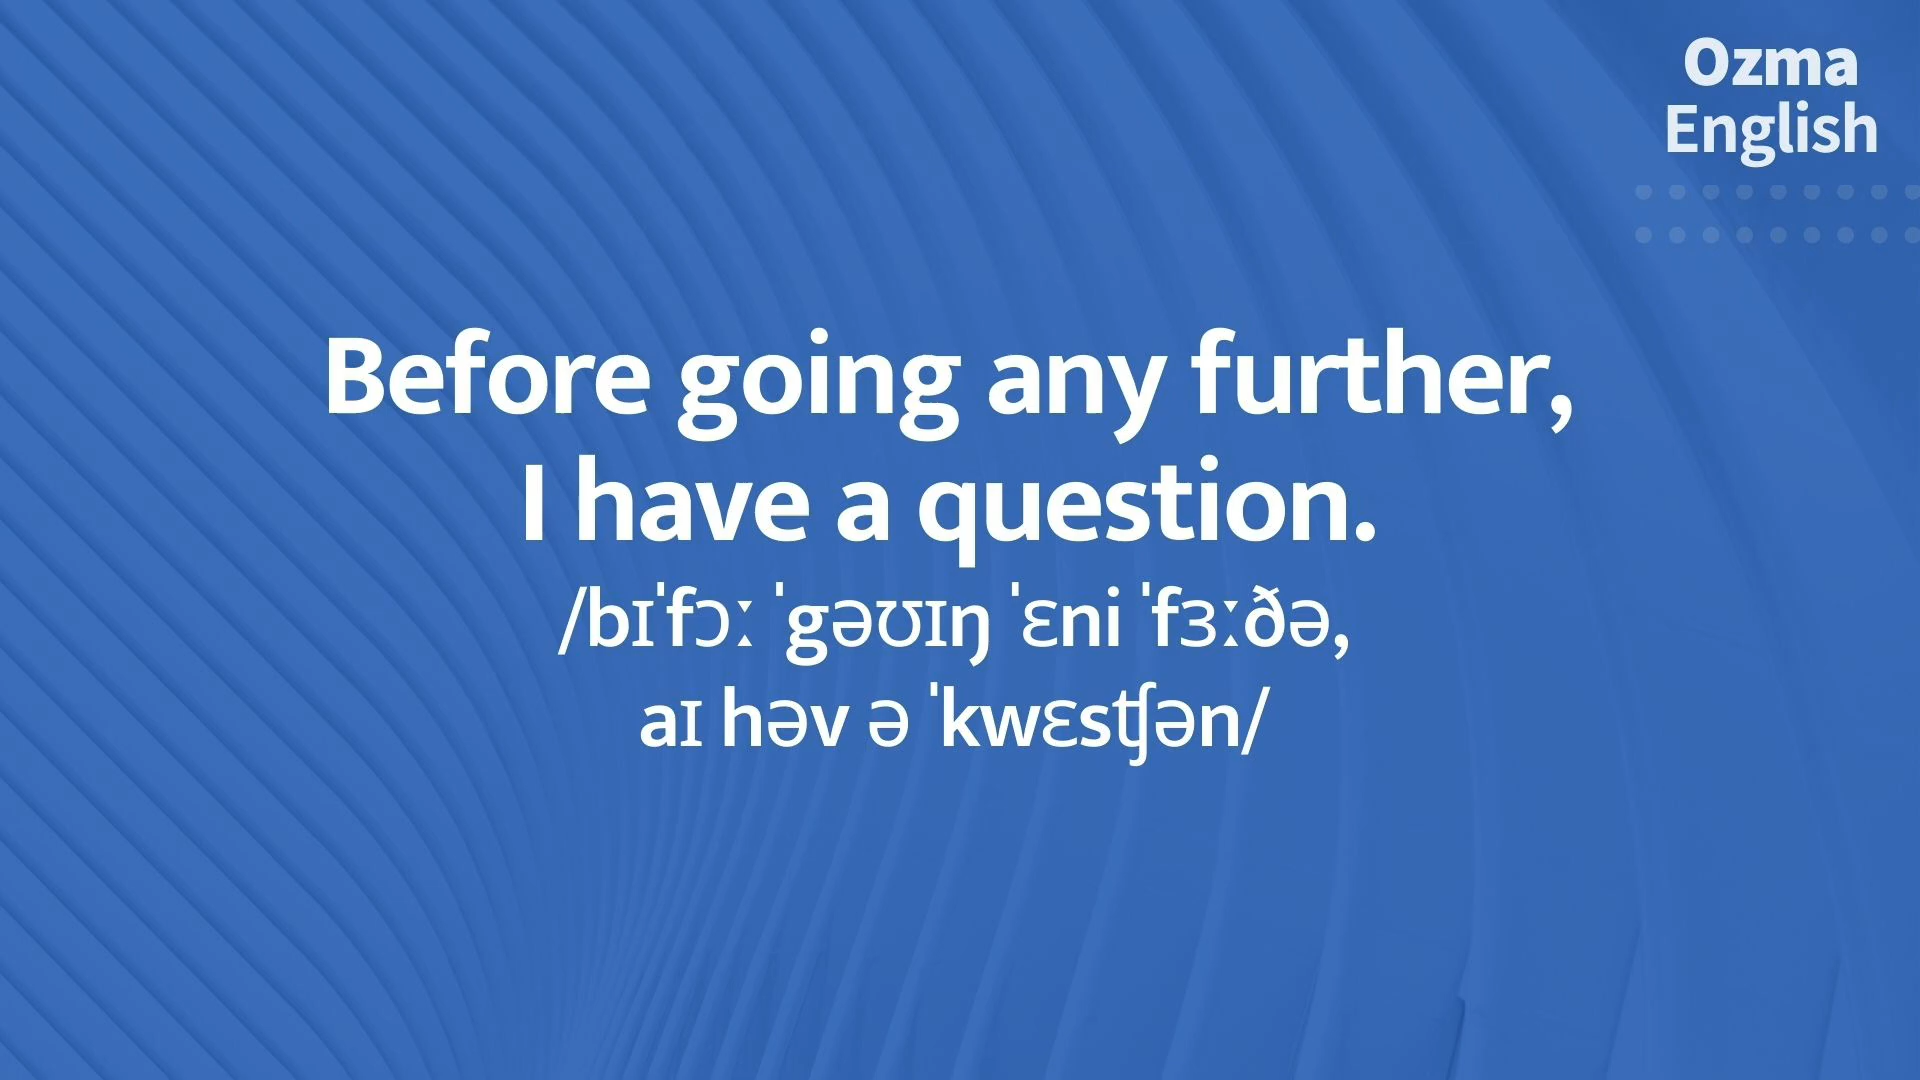 Ozma
English
Before going any further,
I have a question.
/bɪˈfɔː ˈgəʊɪŋ ˈɛni ˈfɜːðə,
aɪ həv ə ˈkwɛsʧən/